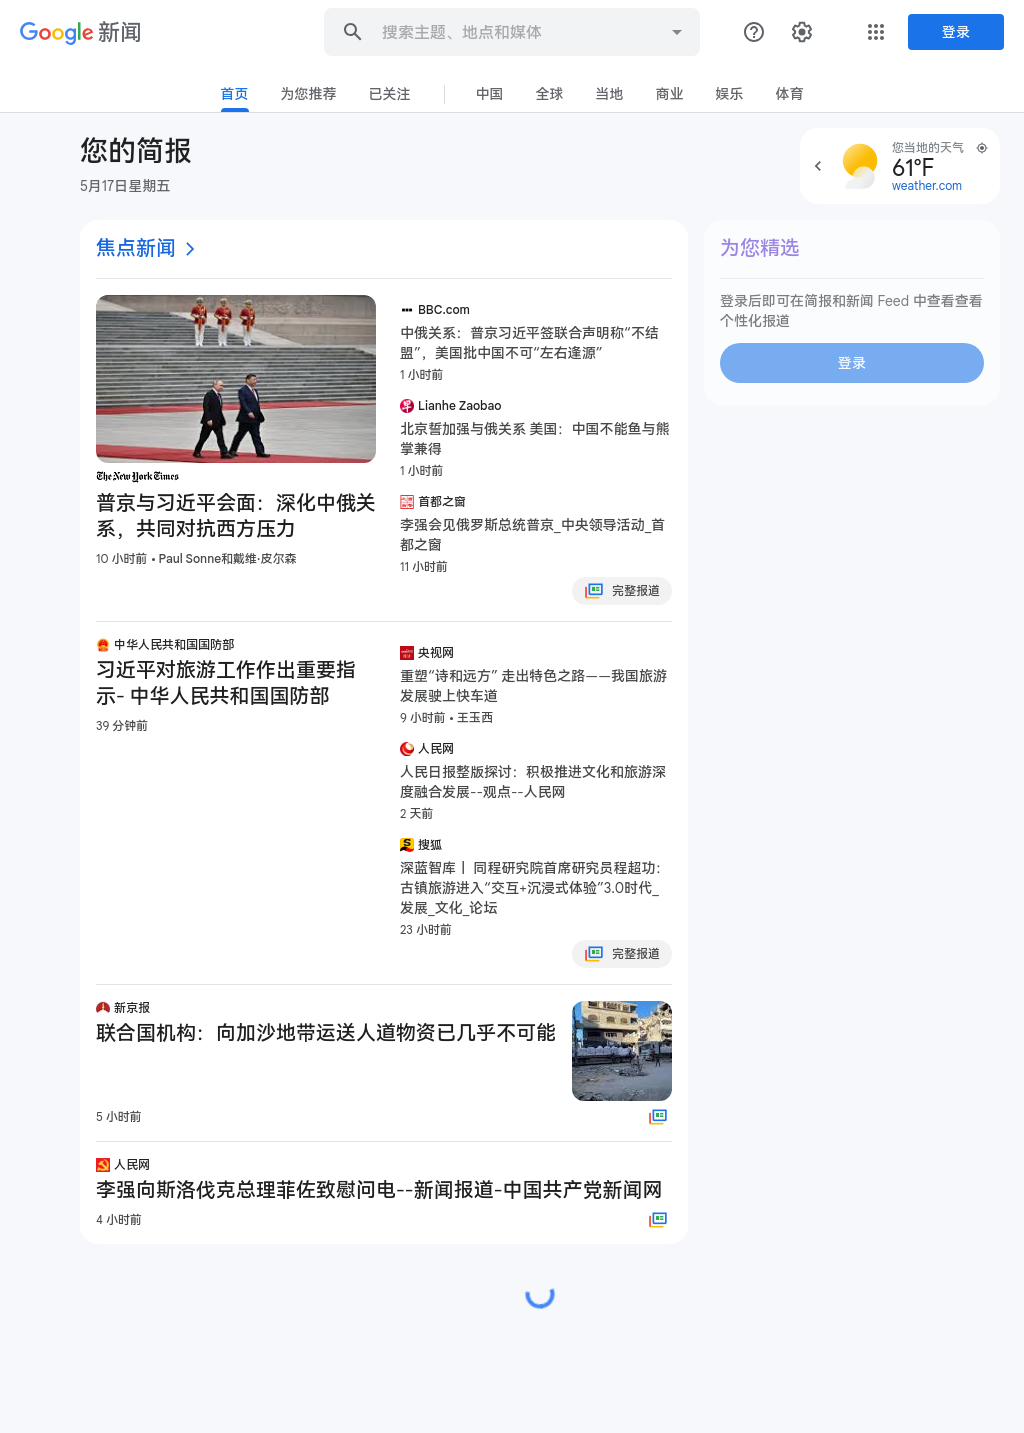 Google 新闻
搜索主题、地点和媒体
登录
首页
为您推荐
已关注
中国
全球
当地
商业
娱乐
体育
您的简报
5月17日星期五
您当地的天气
61°F
weather.com
焦点新闻
The New York Times
普京与习近平会面：深化中俄关
系，共同对抗西方压力
10 小时前 • Paul Sonne和戴维·皮尔森
BBC.com
中俄关系：普京习近平签联合声明称“不结
盟”，美国批中国不可“左右逢源”
1 小时前
Lianhe Zaobao
北京誓加强与俄关系 美国：中国不能鱼与熊
掌兼得
1 小时前
首都之窗
李强会见俄罗斯总统普京_中央领导活动_首
都之窗
11 小时前
完整报道
中华人民共和国国防部
习近平对旅游工作作出重要指
示- 中华人民共和国国防部
39 分钟前
央视网
重塑“诗和远方” 走出特色之路——我国旅游
发展驶上快车道
9 小时前 • 王玉西
人民网
人民日报整版探讨：积极推进文化和旅游深
度融合发展--观点--人民网
2 天前
搜狐
深蓝智库丨 同程研究院首席研究员程超功：
古镇旅游进入“交互+沉浸式体验”3.0时代_
发展_文化_论坛
23 小时前
完整报道
新京报
联合国机构：向加沙地带运送人道物资已几乎不可能
5 小时前
人民网
李强向斯洛伐克总理菲佐致慰问电--新闻报道-中国共产党新闻网
4 小时前
为您精选
登录后即可在简报和新闻 Feed 中查看查看
个性化报道
登录